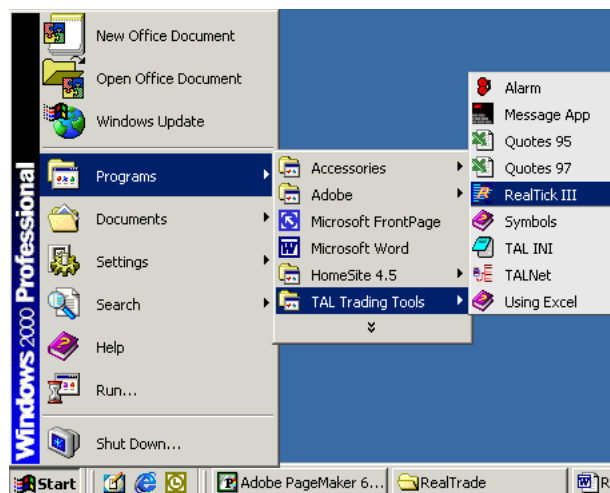 New Office Document
Open Office Document
Windows Update
Programs
Documents
Settings
Search
Help
Run...
Shut Down...
Windows 2000 Professional
Accessories
Adobe
Microsoft FrontPage
Microsoft Word
HomeSite 4.5
TAL Trading Tools
Alarm
Message App
Quotes 95
Quotes 97
RealTick III
Symbols
TAL INI
TALNet
Using Excel
Start
Adobe PageMaker 6...
RealTrade
R